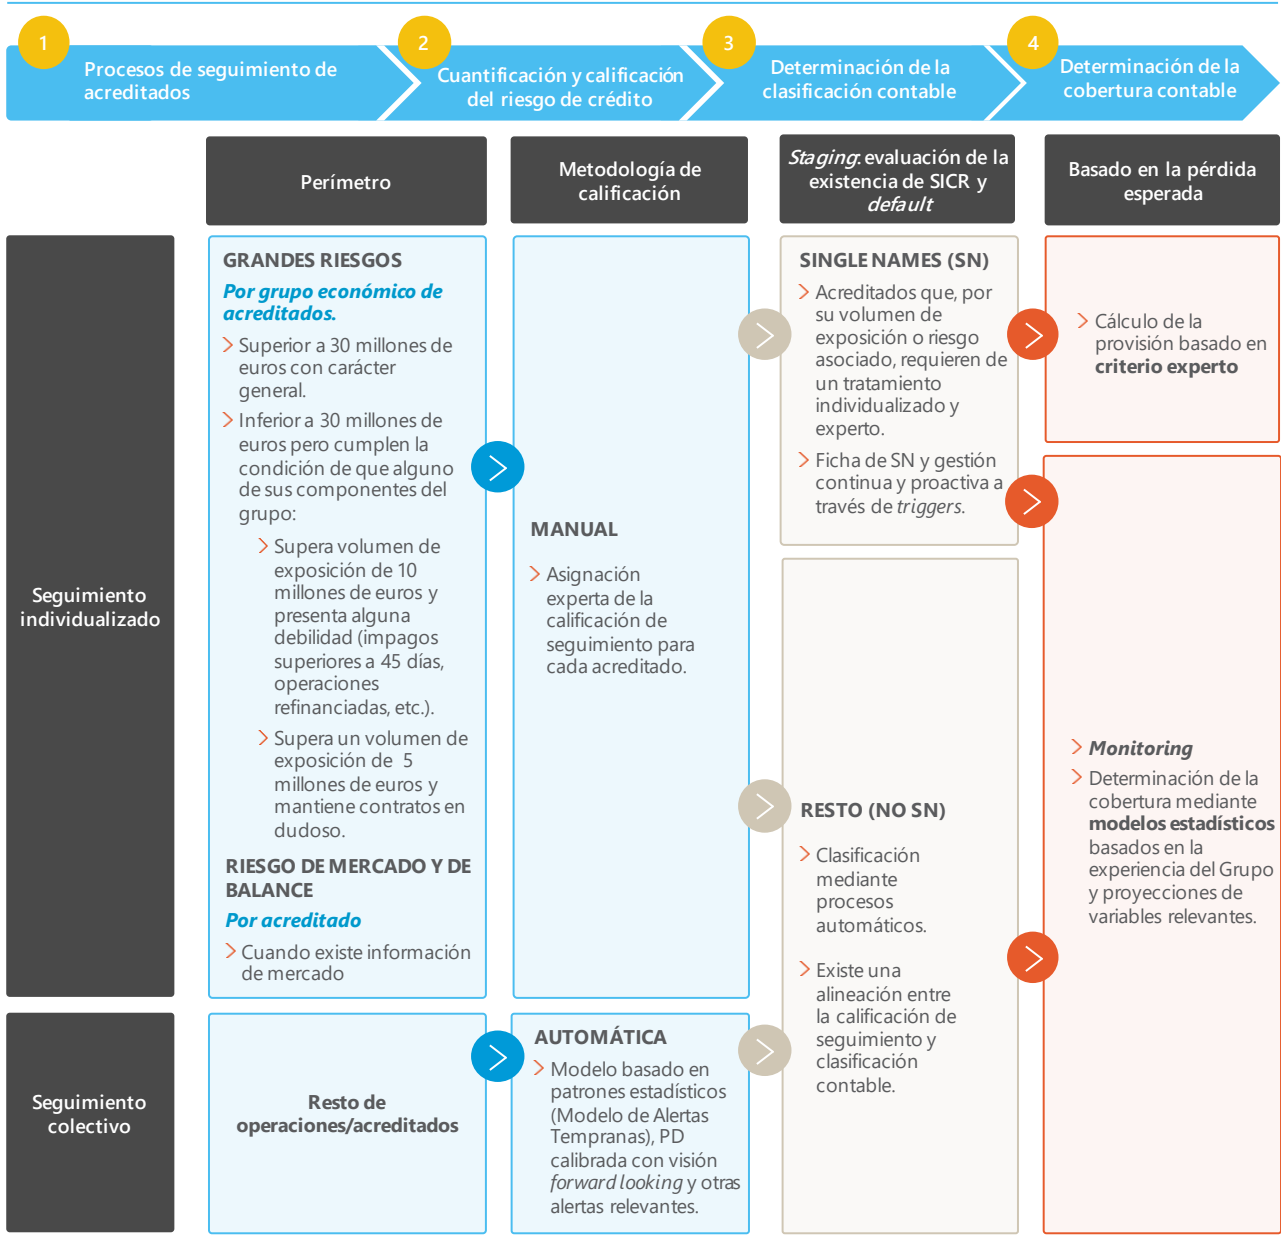 1
Procesos de seguimiento de
acreditados
2
Cuantificación y calificación
del riesgo de crédito
3
Determinación de la
clasificación contable
4
Determinación de la
cobertura contable
Perímetro
Metodología de
calificación
Staging: evaluación de la
existencia de SICR y
default
Basado en la pérdida
esperada
Seguimiento
individualizado
GRANDES RIESGOS
Por grupo económico de
acreditados.
Superior a 30 millones de
euros con carácter
general.
Inferior a 30 millones de
euros pero cumplen la
condición de que alguno
de sus componentes del
grupo:
Supera volumen de
exposición de 10
millones de euros y
presenta alguna
debilidad (impagos
superiores a 45 días,
operaciones
refinanciadas, etc.).
Supera un volumen de
exposición de 5
millones de euros y
mantiene contratos en
dudoso.
RIESGO DE MERCADO Y DE
BALANCE
Por acreditado
Cuando existe información
de mercado
MANUAL
Asignación
experta de la
calificación de
seguimiento para
cada acreditado.
SINGLE NAMES (SN)
Acreditados que, por
su volumen de
exposición o riesgo
asociado, requieren de
un tratamiento
individualizado y
experto.
Ficha de SN y gestión
continua y proactiva a
través de triggers.
Cálculo de la
provisión basado en
criterio experto
RESTO (NO SN)
Clasificación
mediante
procesos
automáticos.
Existe una
alineación entre
la calificación de
seguimiento y
clasificación
contable.
Monitoring
Determinación de la
cobertura mediante
modelos estadísticos
basados en la
experiencia del Grupo
y proyecciones de
variables relevantes.
Seguimiento
colectivo
Resto de
operaciones/acreditados
AUTOMÁTICA
Modelo basado en
patrones estadísticos
(Modelo de Alertas
Tempranas), PD
calibrada con visión
forward looking y otras
alertas relevantes.